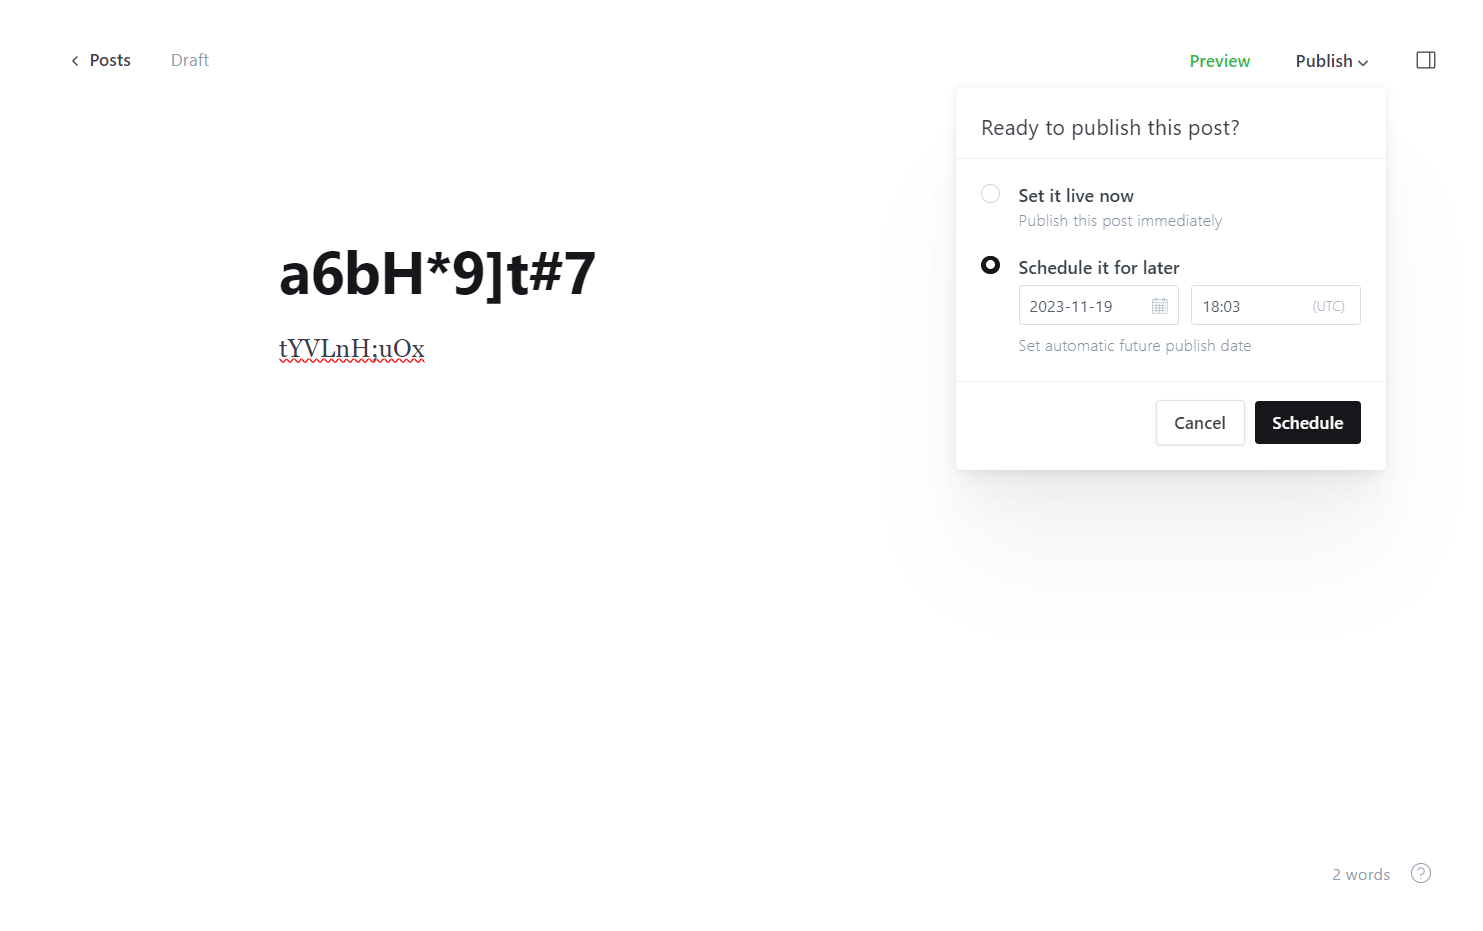 Posts
Draft
Preview
Publish
Ready to publish this post?
Set it live now
Publish this post immediately
a6bH*9]t#7
Schedule it for later
2023-11-19
18:03
(UTC)
tYVLnH;uOx
Set automatic future publish date
Cancel
Schedule
2 words
?